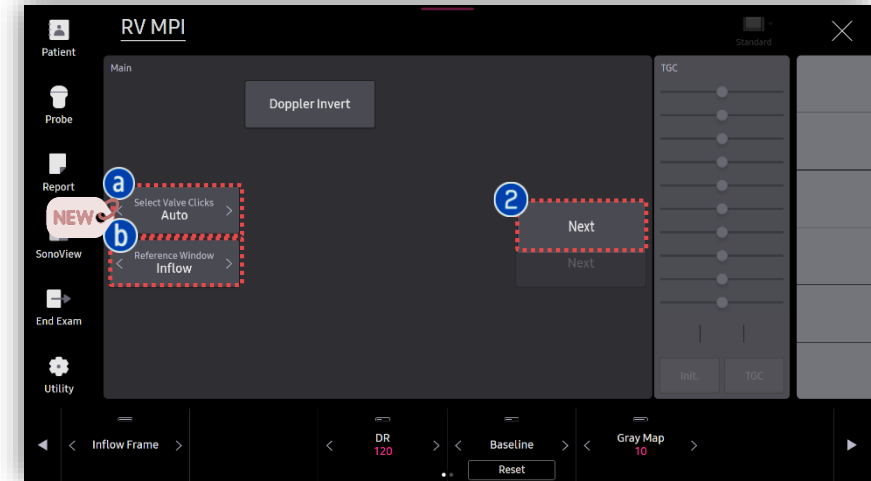 RV MPI
Standard
Patient
Probe
Report
NEW
SonoView
End Exam
Utility
Main
Doppler Invert
a
Select Valve Clicks
Auto
b
Reference Window
Inflow
2
Next
Next
TGC
Init.
TGC
Inflow Frame
DR
120
Baseline
Reset
Gray Map
10